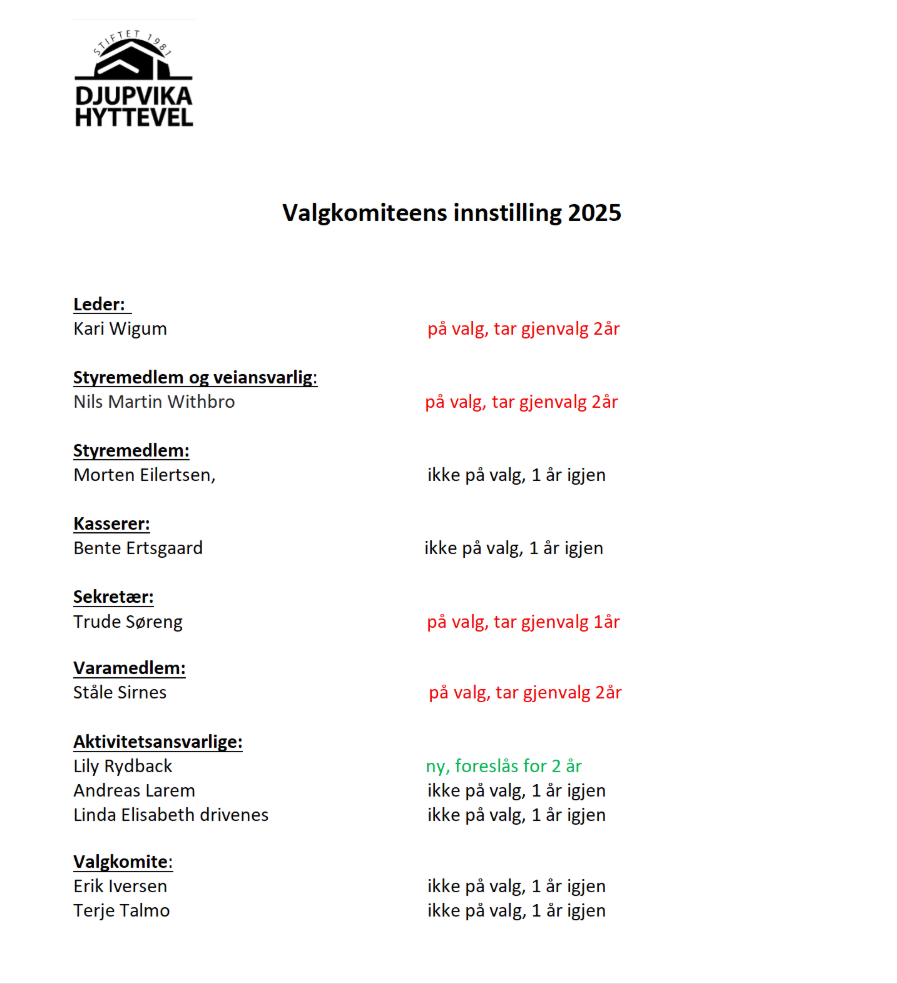 STIFTET 1981
DJUPVIKA
HYTTEVEL
Valgkomiteens innstilling 2025
Leder:
Kari Wigum på valg, tar gjenvalg 2år
Styremedlem og veiansvarlig:
Nils Martin Withbro på valg, tar gjenvalg 2år
Styremedlem:
Morten Eilertsen, ikke på valg, 1 år igjen
Kasserer:
Bente Ertsgaard ikke på valg, 1 år igjen
Sekretær:
Trude Søreng på valg, tar gjenvalg 1år
Varamedlem:
Ståle Sirnes på valg, tar gjenvalg 2år
Aktivitetsansvarlige:
Lily Rydback ny, foreslås for 2 år
Andreas Larem ikke på valg, 1 år igjen
Linda Elisabeth drivenes ikke på valg, 1 år igjen
Valgkomite:
Erik Iversen ikke på valg, 1 år igjen
Terje Talmo ikke på valg, 1 år igjen